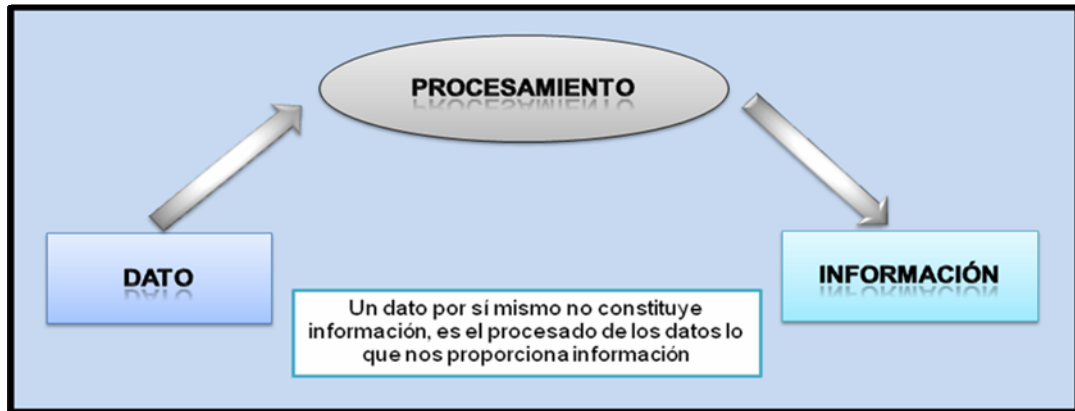 PROCESAMIENTO
DATO
INFORMACIÓN
Un dato por sí mismo no constituye
información, es el procesado de los datos lo
que nos proporciona información